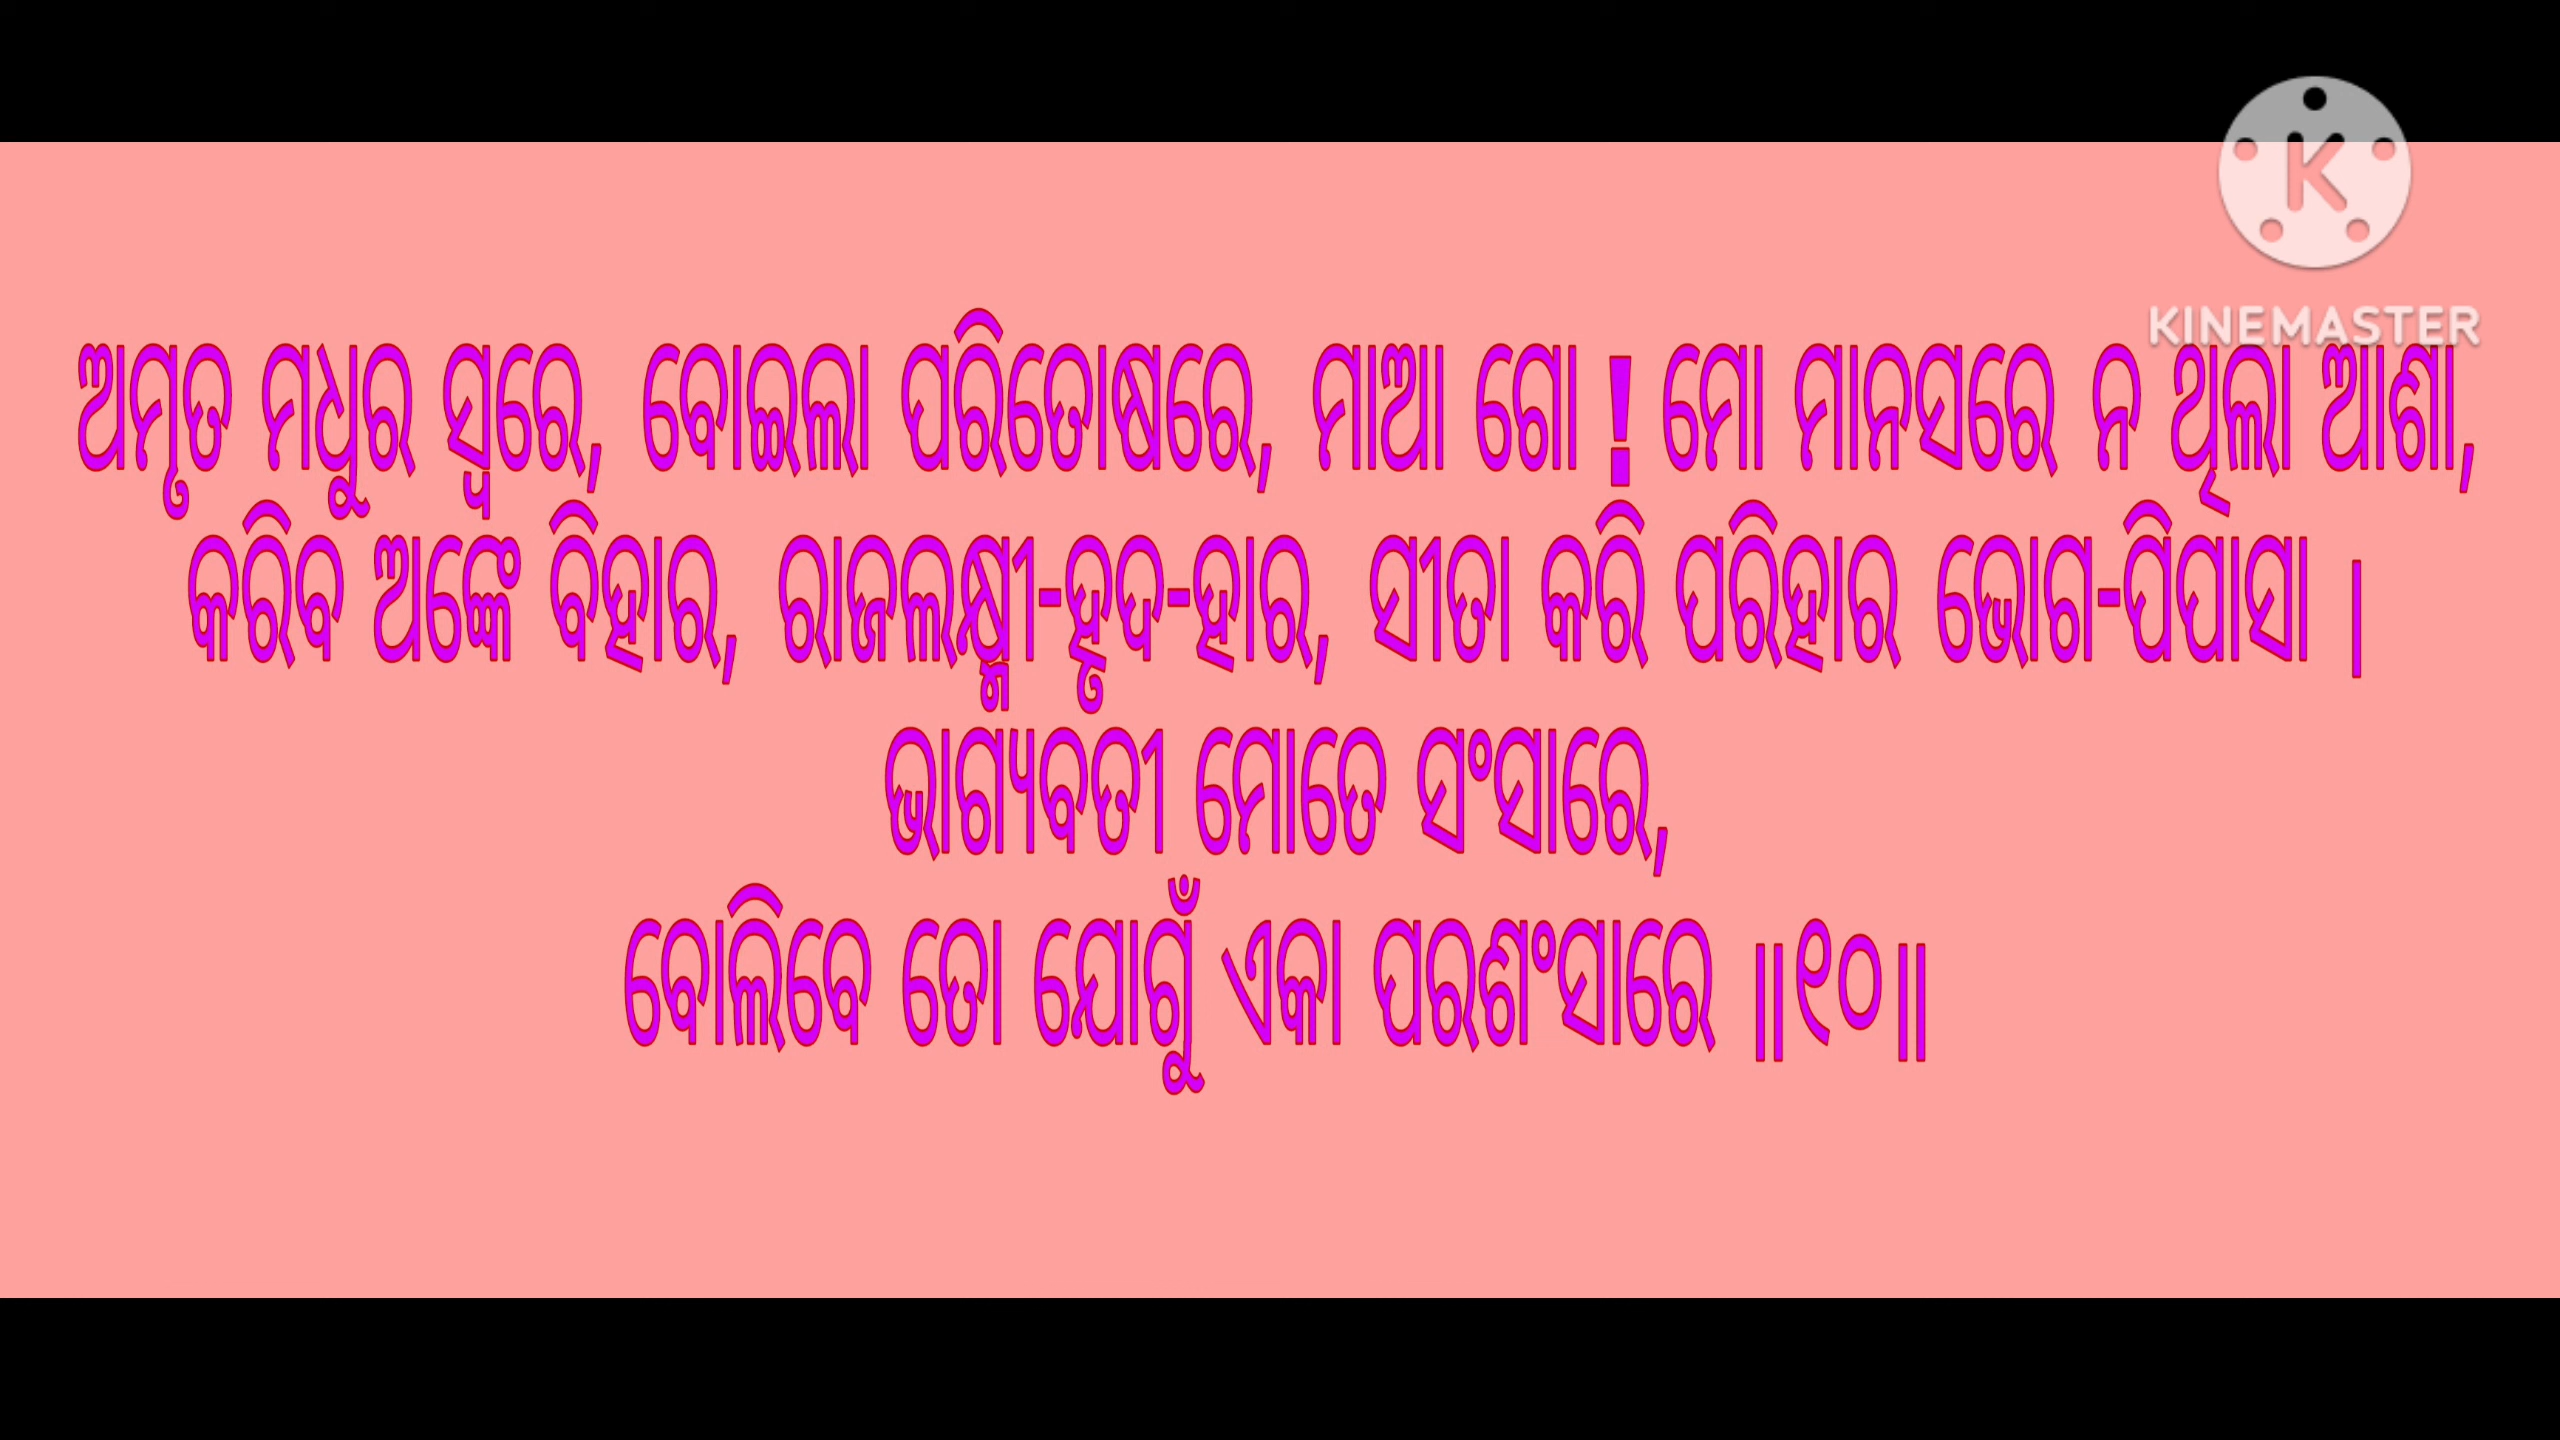 KINEMASTER
ଅମୃତ ମଧୁର ସ୍ୱରେ, ବୋଇଲା ପରିତୋଷରେ, ମାଆ ଗୋ ! ମୋ ମାନସରେ ନ ଥିଲା ଆଶା,
କରିବ ଅଙ୍କେ ବିହାର, ରାଜଲକ୍ଷ୍ମୀ-ହୃଦ-ହାର, ସୀତା କରି ପରିହାର ଭୋଗ-ପିପାସା |
ଭାଗ୍ୟବତୀ ମୋତେ ସଂସାରେ,
ବୋଲିବେ ତୋ ଯୋଗୁଁ ଏକା ପରଶଂସାରେ ॥୧୦॥